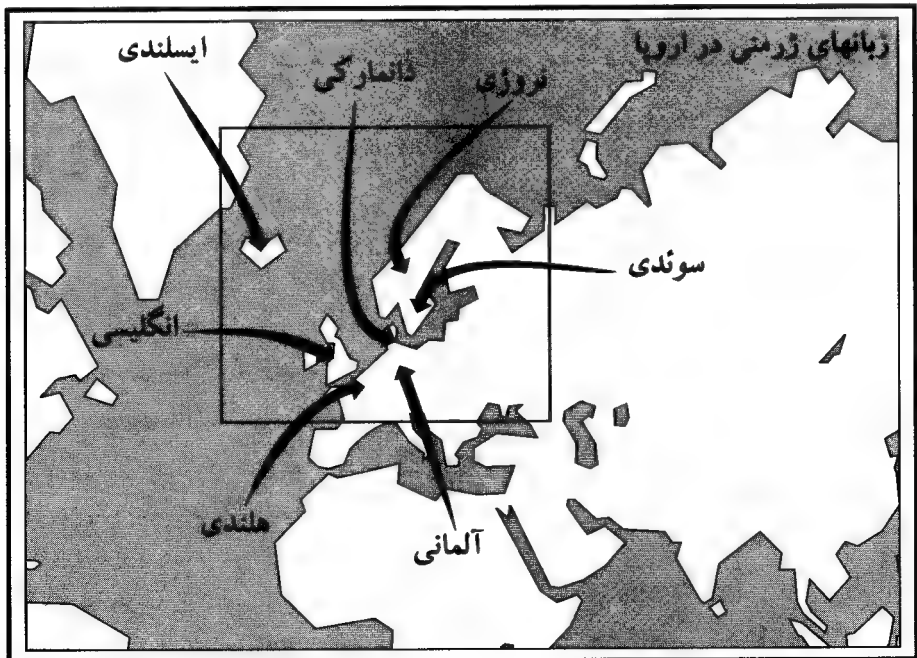 زبانهای ژرمنی در اروپا
ایسلندی
دانمارکی
نروژی
سوئدی
انگلیسی
هلندی
آلمانی